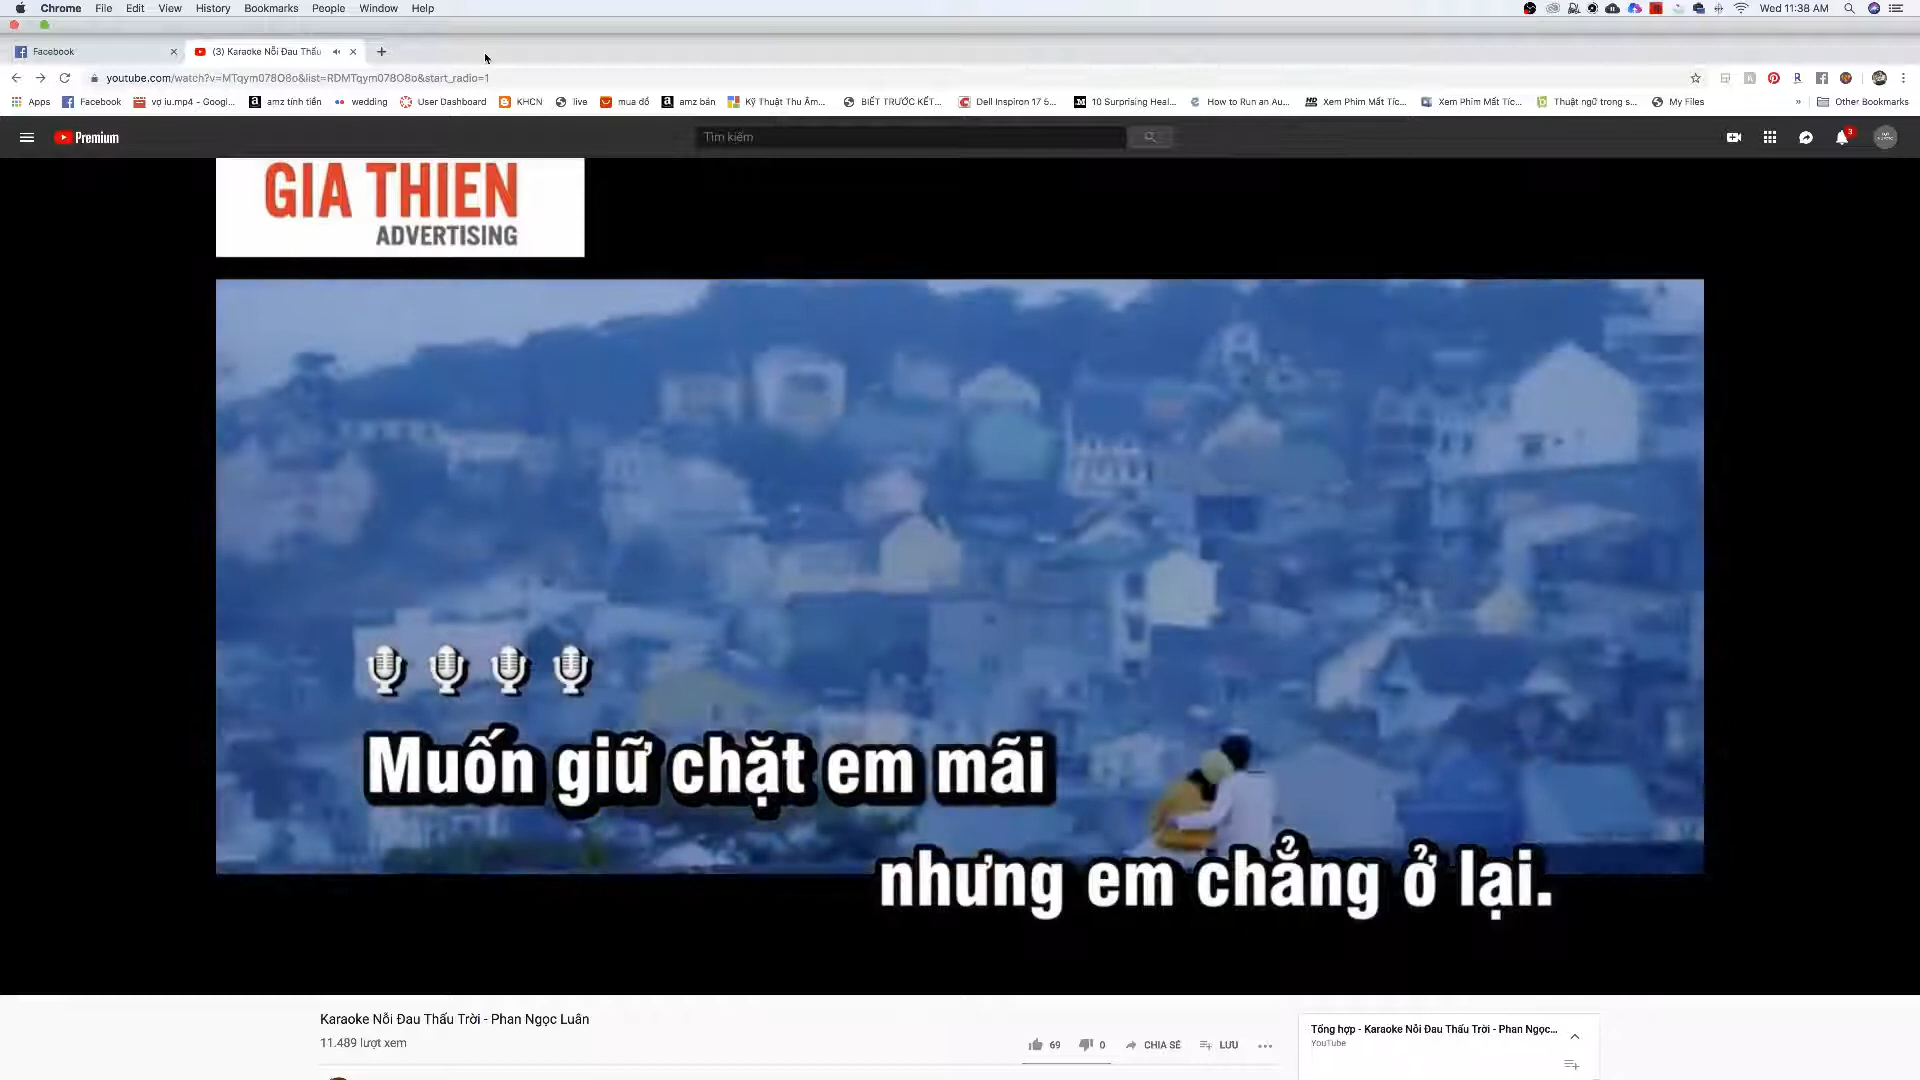 Chrome File Edit View History Bookmarks People Window Help
Wed 11:38 AM
Facebook
(3) Karaoke Nỗi Đau Thấu
youtube.com/watch?v=MTqym078O8o&list=RDMTqym078O8o&start_radio=1
Apps Facebook vợ iu.mp4 - Googl... amz tính tiền wedding User Dashboard KHCN live mua đồ amz bán Kỹ Thuật Thu Âm... BIẾT TRƯỚC KẾT... Dell Inspiron 17 5... 10 Surprising Heal... How to Run an Au... Xem Phim Mất Tíc... Xem Phim Mất Tíc... Thuật ngữ trong s... My Files » Other Bookmarks
Premium
Tìm kiếm
3
GIA THIEN
ADVERTISING
Muốn giữ chặt em mãi
nhưng em chẳng ở lại.
Karaoke Nỗi Đau Thấu Trời - Phan Ngọc Luân
11.489 lượt xem
69 0 CHIA SẺ LƯU
Tổng hợp - Karaoke Nỗi Đau Thấu Trời - Phan Ngọc...
YouTube